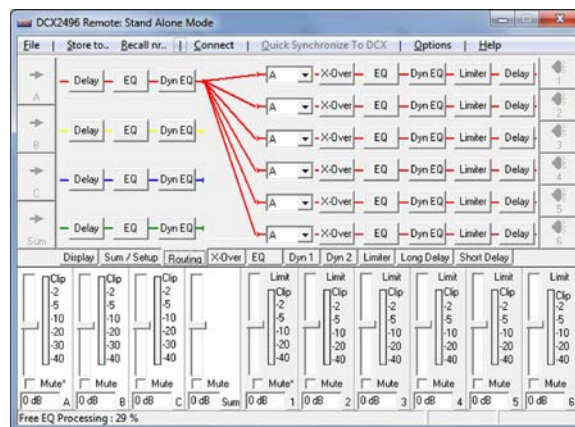 DCX2496 Remote: Stand Alone Mode
File | Store to.. Recall nr.. | Connect | Quick Synchronize To DCX | Options | Help
A Delay EQ Dyn EQ A X-Over EQ Dyn EQ Limiter Delay 1
A X-Over EQ Dyn EQ Limiter Delay 2
B Delay EQ Dyn EQ A X-Over EQ Dyn EQ Limiter Delay 3
C Delay EQ Dyn EQ A X-Over EQ Dyn EQ Limiter Delay 4
A X-Over EQ Dyn EQ Limiter Delay 5
Sum Delay EQ Dyn EQ A X-Over EQ Dyn EQ Limiter Delay 6
Display Sum / Setup Routing X-Over EQ Dyn 1 Dyn 2 Limiter Long Delay Short Delay
Limit Limit Limit Limit Limit Limit
Clip Clip Clip Clip Clip Clip Clip Clip Clip
-2 -2 -2 -2 -2 -2 -2 -2 -2
-5 -5 -5 -5 -5 -5 -5 -5 -5
-10 -10 -10 -10 -10 -10 -10 -10 -10
-20 -20 -20 -20 -20 -20 -20 -20 -20
-30 -30 -30 -30 -30 -30 -30 -30 -30
-40 -40 -40 -40 -40 -40 -40 -40 -40
Mute* Mute Mute Mute Mute* Mute Mute Mute Mute Mute
0 dB A 0 dB B 0 dB C 0 dB Sum 0 dB 1 0 dB 2 0 dB 3 0 dB 4 0 dB 5 0 dB 6
Free EQ Processing : 29 %